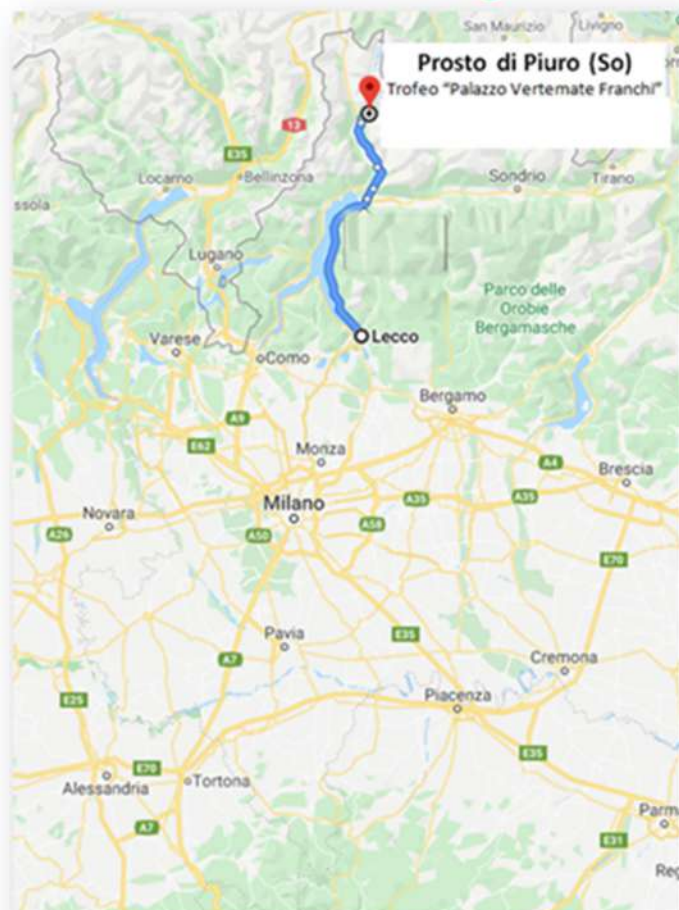 San Maurizio
Livigno
Prosto di Piuro (So)
Trofeo "Palazzo Vertemate Franchi"
13
E35
Locarno
Bellinzona
Sondrio
Tirano
ssola
Lugano
Parco delle
Orobie
Bergamasche
Lecco
Varese
Como
Bergamo
A9
E62
Monza
A4
Brescia
A35
A35
Milano
Novara
A26
A50
A58
E70
Pavia
E35
A7
Cremona
E25
Piacenza
E35
E70
Alessandria
Tortona
A7
Parm
E31
Reg